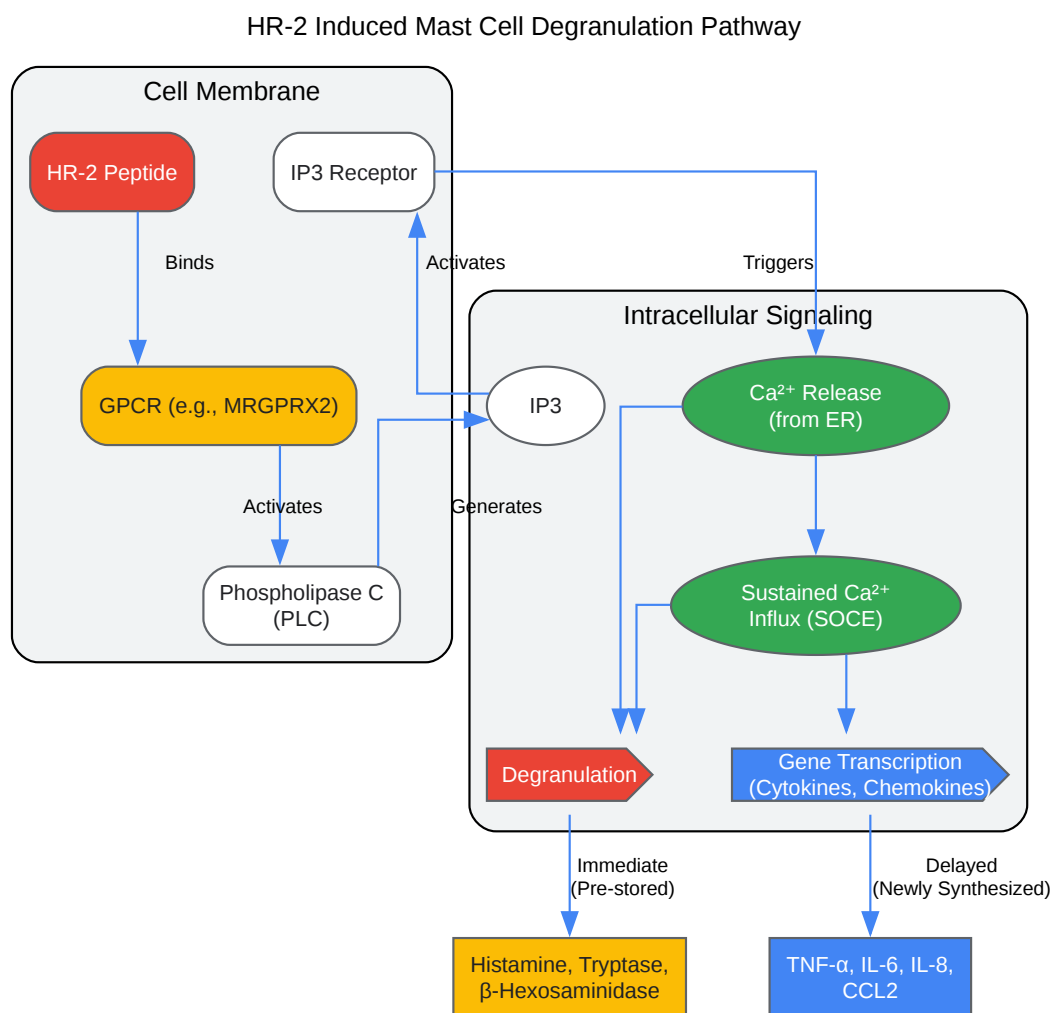 HR-2 Induced Mast Cell Degranulation Pathway
Cell Membrane
HR-2 Peptide
IP3 Receptor
Binds
Activates
Triggers
Intracellular Signaling
GPCR (e.g., MRGPRX2)
IP3
Ca²⁺ Release
(from ER)
Activates
Generates
Phospholipase C
(PLC)
Sustained Ca²⁺
Influx (SOCE)
Degranulation
Gene Transcription
(Cytokines, Chemokines)
Immediate
(Pre-stored)
Delayed
(Newly Synthesized)
Histamine, Tryptase,
β-Hexosaminidase
TNF-α, IL-6, IL-8,
CCL2